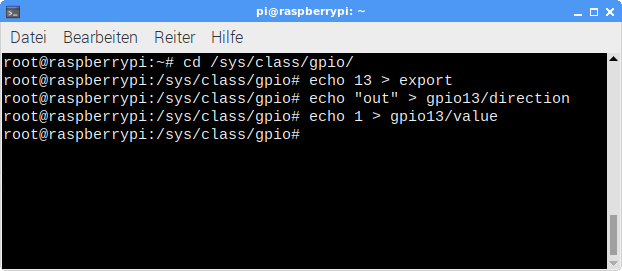 pi@raspberrypi: ~
Datei Bearbeiten Reiter Hilfe
root@raspberrypi:~# cd /sys/class/gpio/
root@raspberrypi:/sys/class/gpio# echo 13 > export
root@raspberrypi:/sys/class/gpio# echo "out" > gpio13/direction
root@raspberrypi:/sys/class/gpio# echo 1 > gpio13/value
root@raspberrypi:/sys/class/gpio#